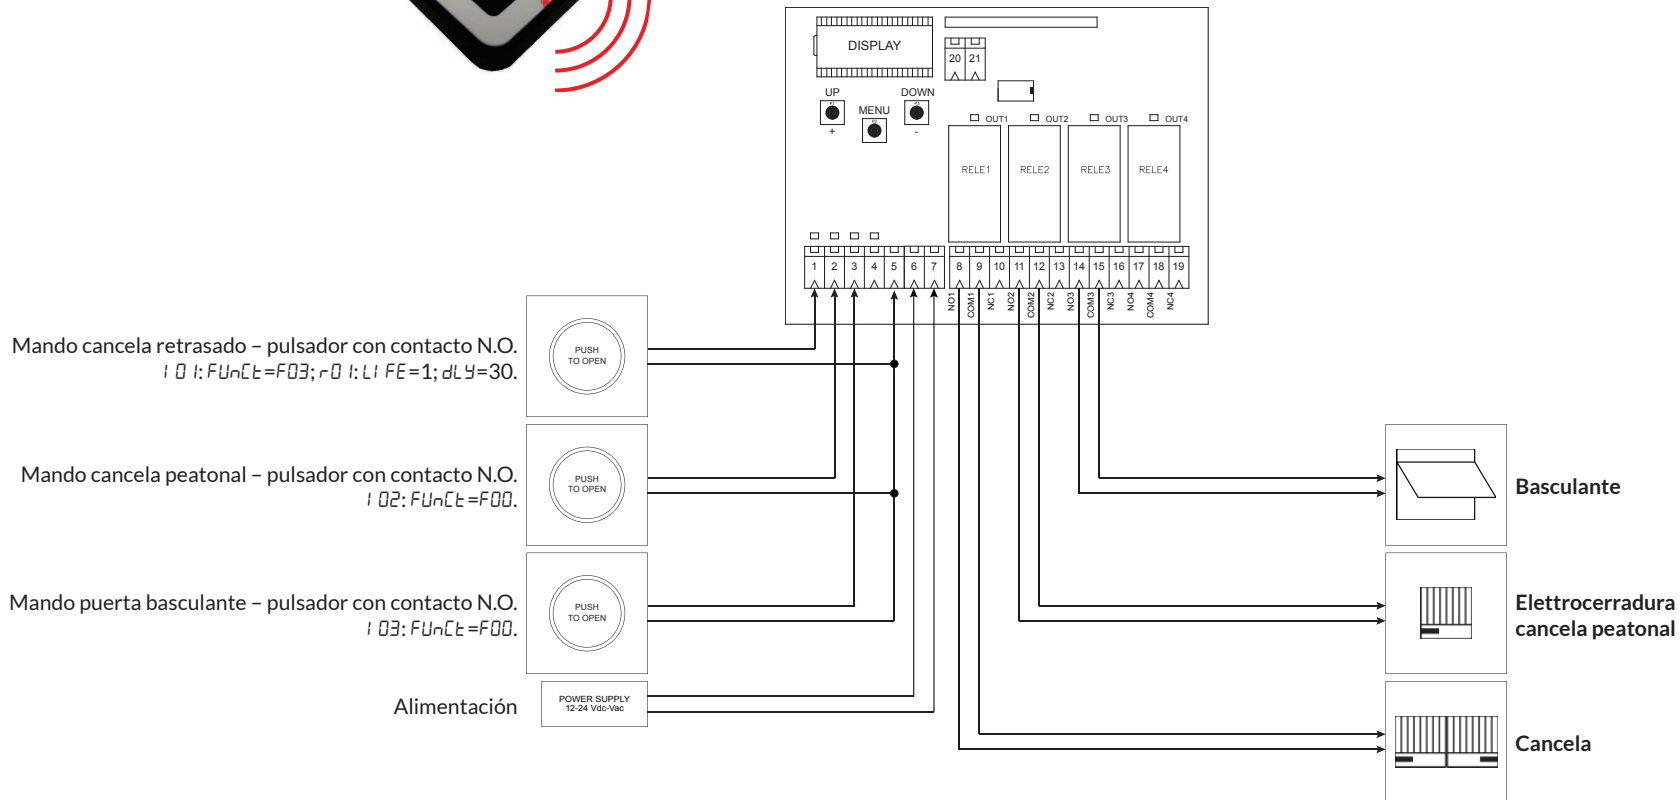 DISPLAY
20 21
UP
DOWN
MENU
+
-
OUT1 OUT2 OUT3 OUT4
RELE1 RELE2 RELE3 RELE4
1 2 3 4 5 6 7 8 9 10 11 12 13 14 15 16 17 18 19
NO1 COM1 NC1 NO2 COM2 NC2 NO3 COM3 NC3 NO4 COM4 NC4
Mando cancela retrasado – pulsador con contacto N.O.
I01: FUnCt=F03; r01: LIFE=1; dLY=30.
PUSH
TO OPEN
Mando cancela peatonal – pulsador con contacto N.O.
I02: FUnCt=F00.
PUSH
TO OPEN
Basculante
Mando puerta basculante – pulsador con contacto N.O.
I03: FUnCt=F00.
PUSH
TO OPEN
Elettrocerradura
cancela peatonal
Alimentación
POWER SUPPLY
12-24 Vdc-Vac
Cancela